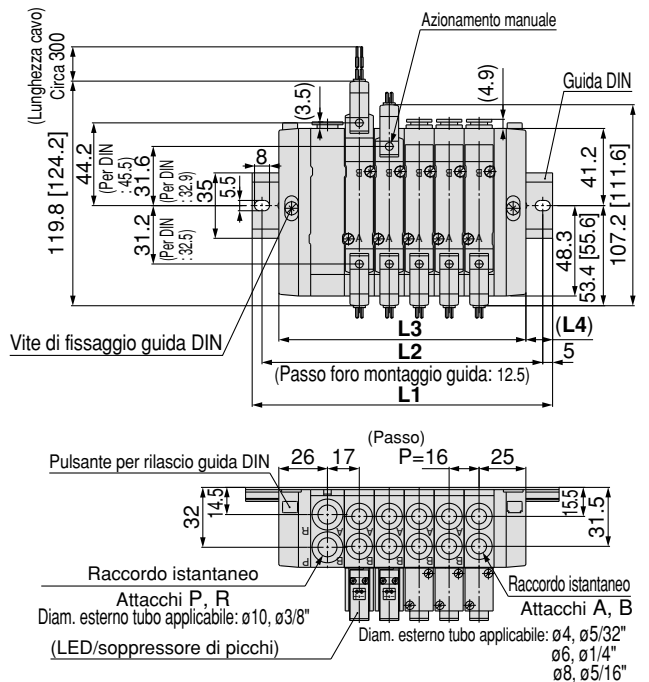 Azionamento manuale
(Lunghezza cavo)
Circa 300
(3.5)
(4.9)
Guida DIN
119.8 [124.2]
44.2
(Per DIN
: 45.5)
31.6
(Per DIN
: 32.9)
8
35
5.5
31.2
(Per DIN
: 32.5)
41.2
48.3
53.4 [55.6]
107.2 [111.6]
B
B
B
B
B
A
A
A
A
A
Vite di fissaggio guida DIN
L3
(L4)
L2
5
(Passo foro montaggio guida: 12.5)
L1
(Passo)
Pulsante per rilascio guida DIN
26
17
P=16
25
32
14.5
15.5
31.5
R
P
R
P
A
A
A
A
A
B
B
B
B
B
Raccordo istantaneo
Attacchi P, R
Diam. esterno tubo applicabile: ø10, ø3/8"
(LED/soppressore di picchi)
Raccordo istantaneo
Attacchi A, B
Diam. esterno tubo applicabile: ø4, ø5/32"
ø6, ø1/4"
ø8, ø5/16"